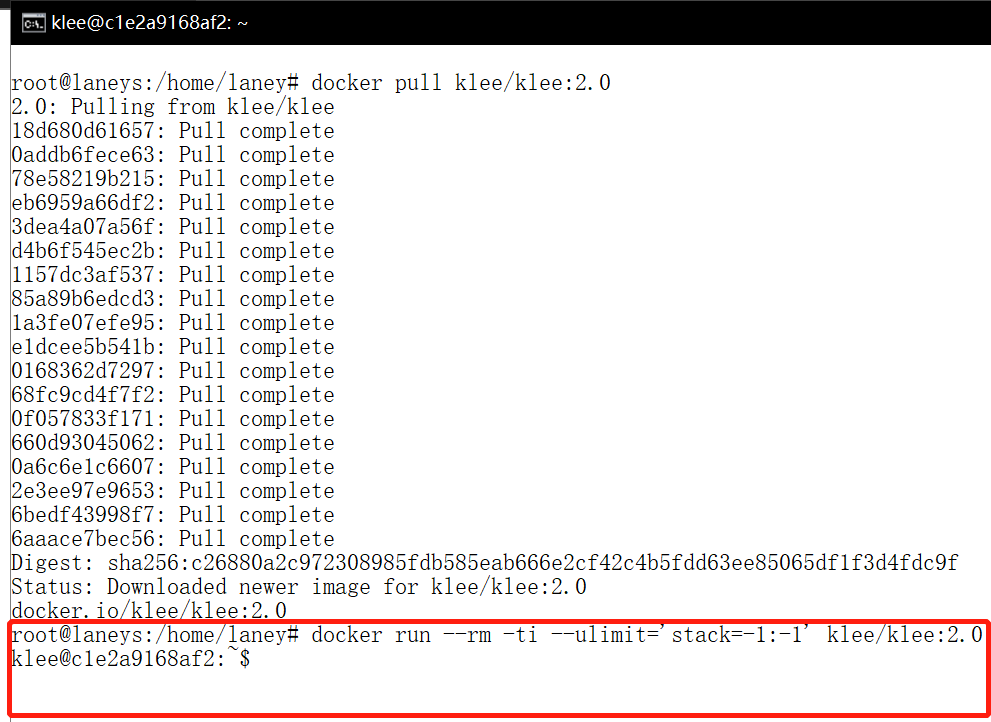 klee@c1e2a9168af2: ~
root@laneys:/home/laney# docker pull klee/klee:2.0
2.0: Pulling from klee/klee
18d680d61657: Pull complete
0addb6fece63: Pull complete
78e58219b215: Pull complete
eb6959a66df2: Pull complete
3dea4a07a56f: Pull complete
d4b6f545ec2b: Pull complete
1157dc3af537: Pull complete
85a89b6edcd3: Pull complete
1a3fe07efe95: Pull complete
e1dcee5b541b: Pull complete
0168362d7297: Pull complete
68fc9cd4f7f2: Pull complete
0f057833f171: Pull complete
660d93045062: Pull complete
0a6c6e1c6607: Pull complete
2e3ee97e9653: Pull complete
6bedf43998f7: Pull complete
6aaace7bec56: Pull complete
Digest: sha256:c26880a2c972308985fdb585eab666e2cf42c4b5fdd63ee85065df1f3d4fdc9f
Status: Downloaded newer image for klee/klee:2.0
docker.io/klee/klee:2.0
root@laneys:/home/laney# docker run --rm -ti --ulimit='stack=-1:-1' klee/klee:2.0
klee@c1e2a9168af2:~$